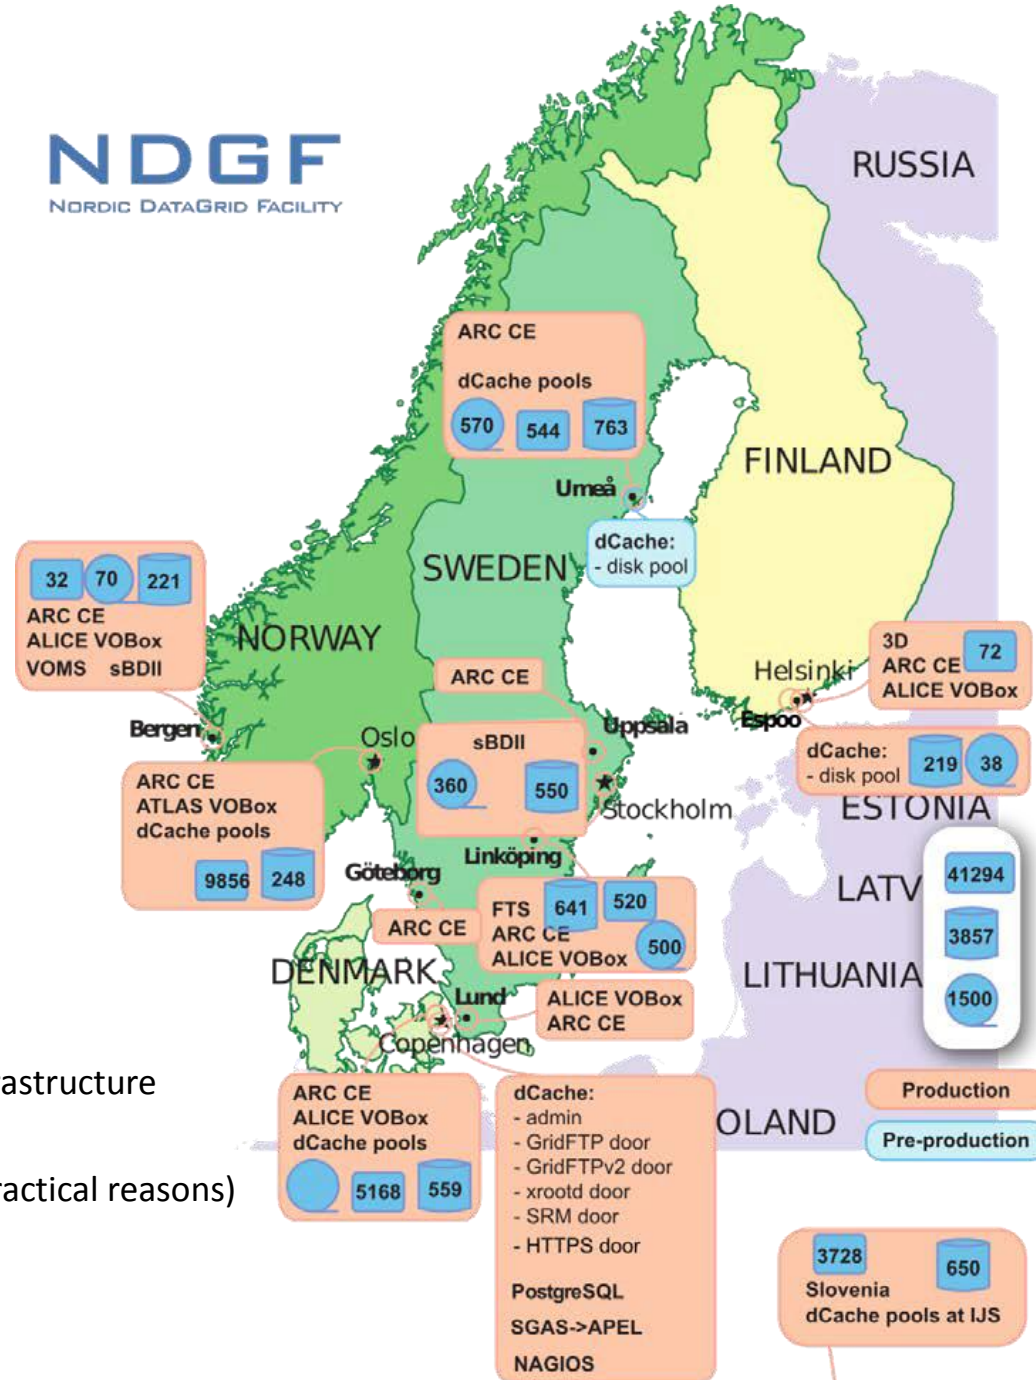 NDGF
NORDIC DATAGRID FACILITY
RUSSIA
ARC CE
dCache pools
570
544
763
FINLAND
Umeå
dCache:
- disk pool
SWEDEN
32
70
221
ARC CE
ALICE VOBox
VOMS sBDII
NORWAY
3D
72
ARC CE
ALICE VOBox
Helsinki
Espoo
ARC CE
Bergen
Oslo
Uppsala
sBDII
360
550
Stockholm
dCache:
- disk pool
219
38
ESTONIA
ARC CE
ATLAS VOBox
dCache pools
9856
248
Linköping
Göteborg
ARC CE
FTS
641
520
ARC CE
ALICE VOBox
500
LATV
41294
3857
1500
LITHUANIA
DENMARK
Lund
ALICE VOBox
ARC CE
Copenhagen
rastructure
ractical reasons)
ARC CE
ALICE VOBox
dCache pools
5168
559
dCache:
- admin
- GridFTP door
- GridFTPv2 door
- xrootd door
- SRM door
- HTTPS door
PostgreSQL
SGAS->APEL
NAGIOS
OLAND
Production
Pre-production
3728
650
Slovenia
dCache pools at IJS